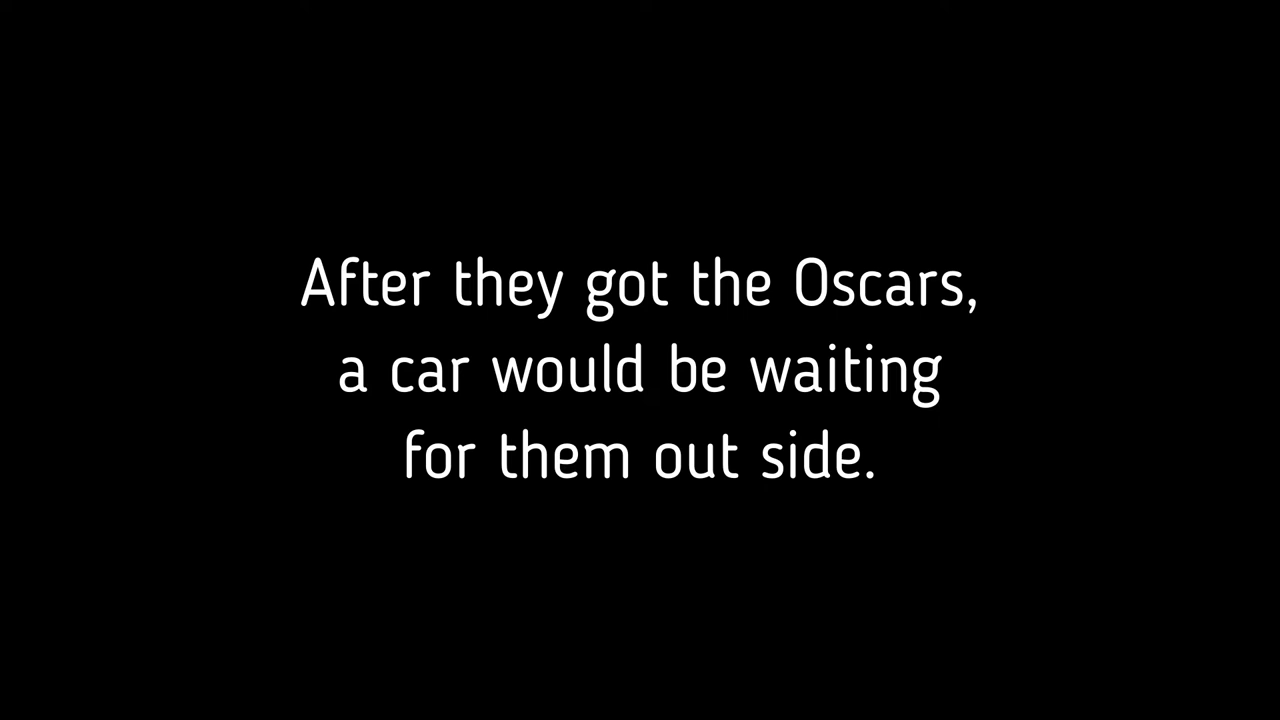 After they got the Oscars,
a car would be waiting
for them out side.